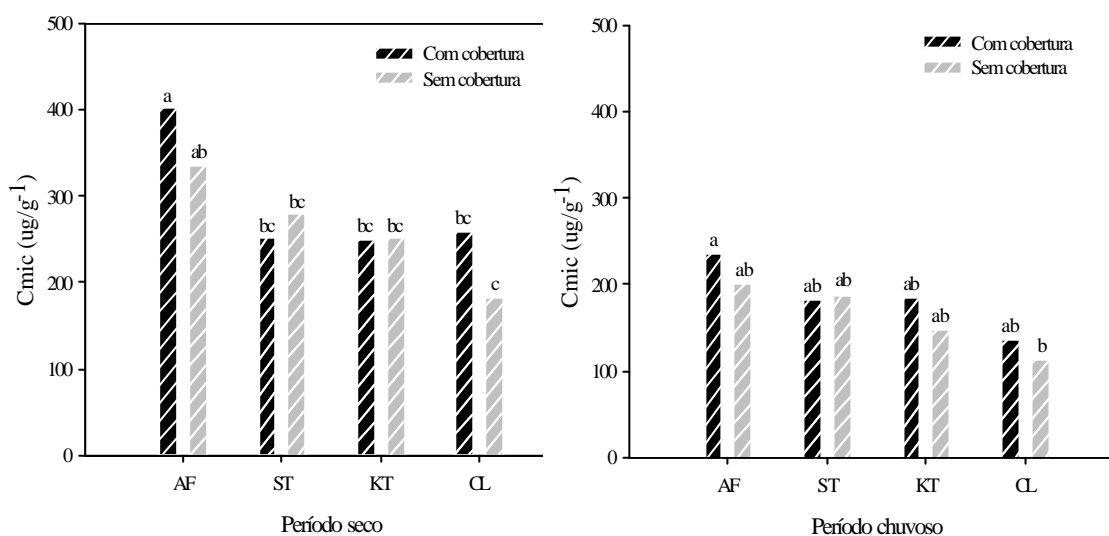 500
400
300
200
100
0
Cmic (ug/g⁻¹)
Com cobertura
Sem cobertura
a
ab
bc
bc
bc
bc
bc
c
AF
ST
KT
CL
Período seco
500
400
300
200
100
0
Cmic (ug/g⁻¹)
Com cobertura
Sem cobertura
a
ab
ab
ab
ab
ab
ab
b
AF
ST
KT
CL
Período chuvoso